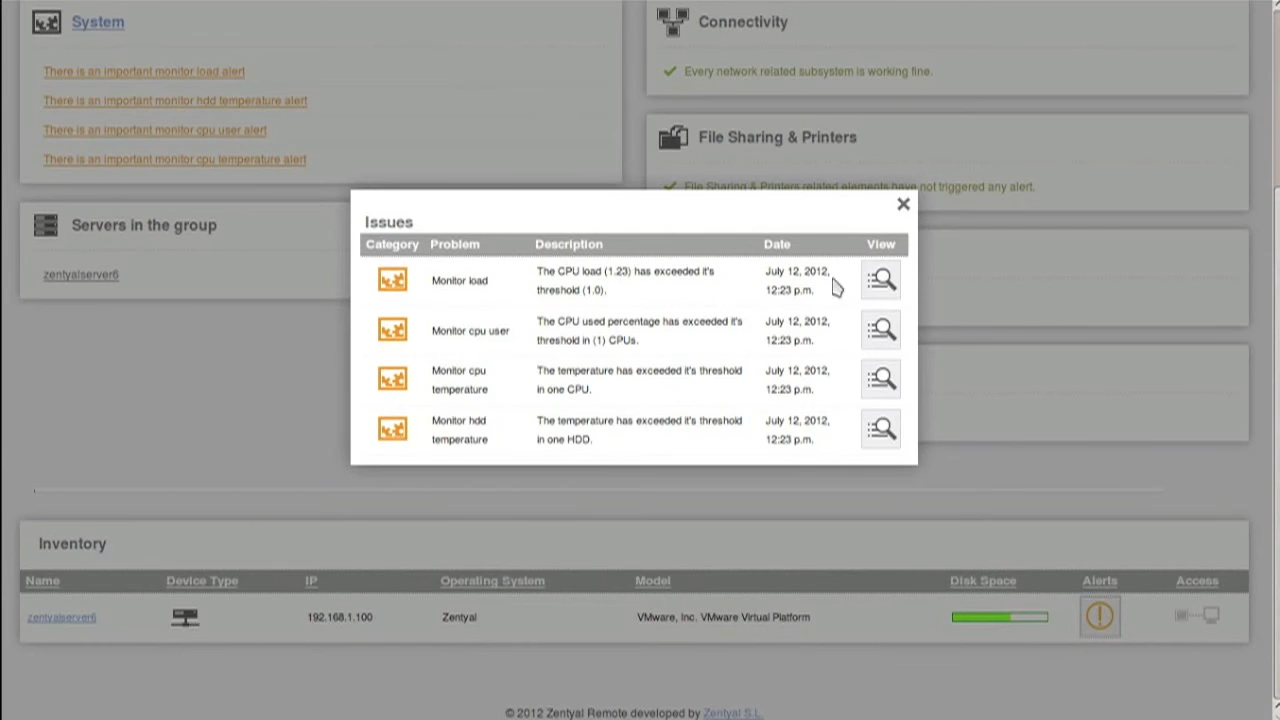 System
There is an important monitor load alert
There is an important monitor hdd temperature alert
There is an important monitor cpu user alert
There is an important monitor cpu temperature alert
Connectivity
Every network related subsystem is working fine.
File Sharing & Printers
File Sharing & Printers related elements have not triggered any alert.
Servers in the group
zentyalserver6
Issues
Category Problem Description Date View
Monitor load
The CPU load (1.23) has exceeded it's
threshold (1.0).
July 12, 2012,
12:23 p.m.
Monitor cpu user
The CPU used percentage has exceeded it's
threshold in (1) CPUs.
July 12, 2012,
12:23 p.m.
Monitor cpu
temperature
The temperature has exceeded it's threshold
in one CPU.
July 12, 2012,
12:23 p.m.
Monitor hdd
temperature
The temperature has exceeded it's threshold
in one HDD.
July 12, 2012,
12:23 p.m.
Inventory
Name Device Type IP Operating System Model Disk Space Alerts Access
zentyalserver6 192.168.1.100 Zentyal VMware, Inc. VMware Virtual Platform
© 2012 Zentyal Remote developed by Zentyal S.L.